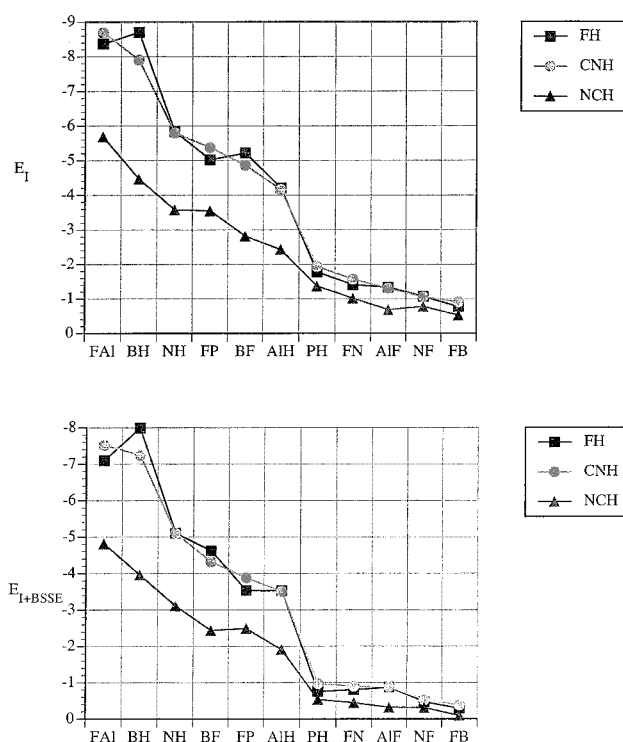 -9
-8
-7
-6
-5
-4
-3
-2
-1
0
E_I
FAl BH NH FP BF AlH PH FN AlF NF FB
FH
CNH
NCH
-8
-7
-6
-5
-4
-3
-2
-1
0
E_I+BSSE
FAl BH NH BF FP AlH PH FN AlF NF FB
FH
CNH
NCH